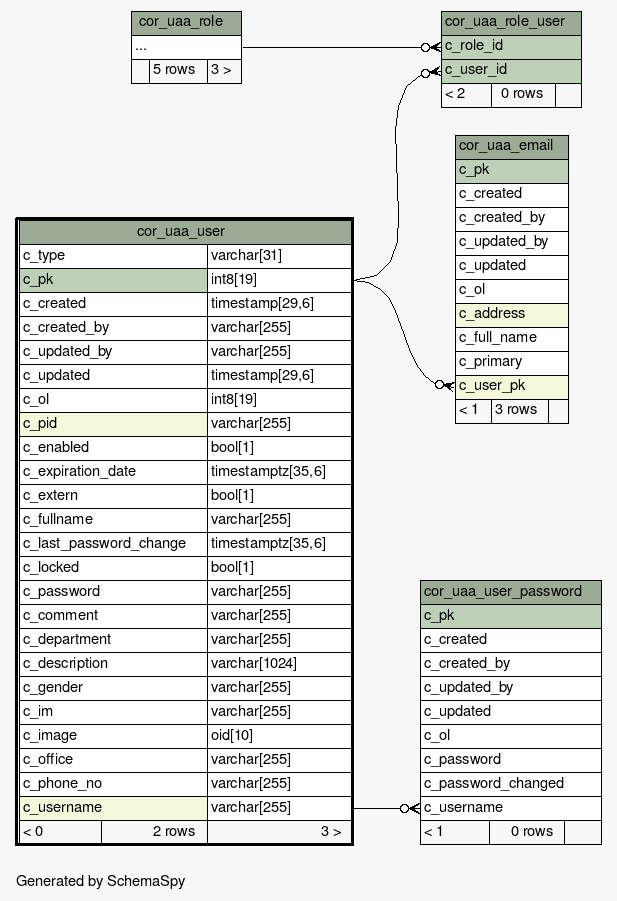 cor_uaa_role
...
5 rows 3 >
cor_uaa_role_user
c_role_id
c_user_id
< 2 0 rows
cor_uaa_email
c_pk
c_created
c_created_by
c_updated_by
c_updated
c_ol
c_address
c_full_name
c_primary
c_user_pk
< 1 3 rows
cor_uaa_user
c_type varchar[31]
c_pk int8[19]
c_created timestamp[29,6]
c_created_by varchar[255]
c_updated_by varchar[255]
c_updated timestamp[29,6]
c_ol int8[19]
c_pid varchar[255]
c_enabled bool[1]
c_expiration_date timestamptz[35,6]
c_extern bool[1]
c_fullname varchar[255]
c_last_password_change timestamptz[35,6]
c_locked bool[1]
c_password varchar[255]
c_comment varchar[255]
c_department varchar[255]
c_description varchar[1024]
c_gender varchar[255]
c_im varchar[255]
c_image oid[10]
c_office varchar[255]
c_phone_no varchar[255]
c_username varchar[255]
< 0 2 rows 3 >
cor_uaa_user_password
c_pk
c_created
c_created_by
c_updated_by
c_updated
c_ol
c_password
c_password_changed
c_username
< 1 0 rows
Generated by SchemaSpy